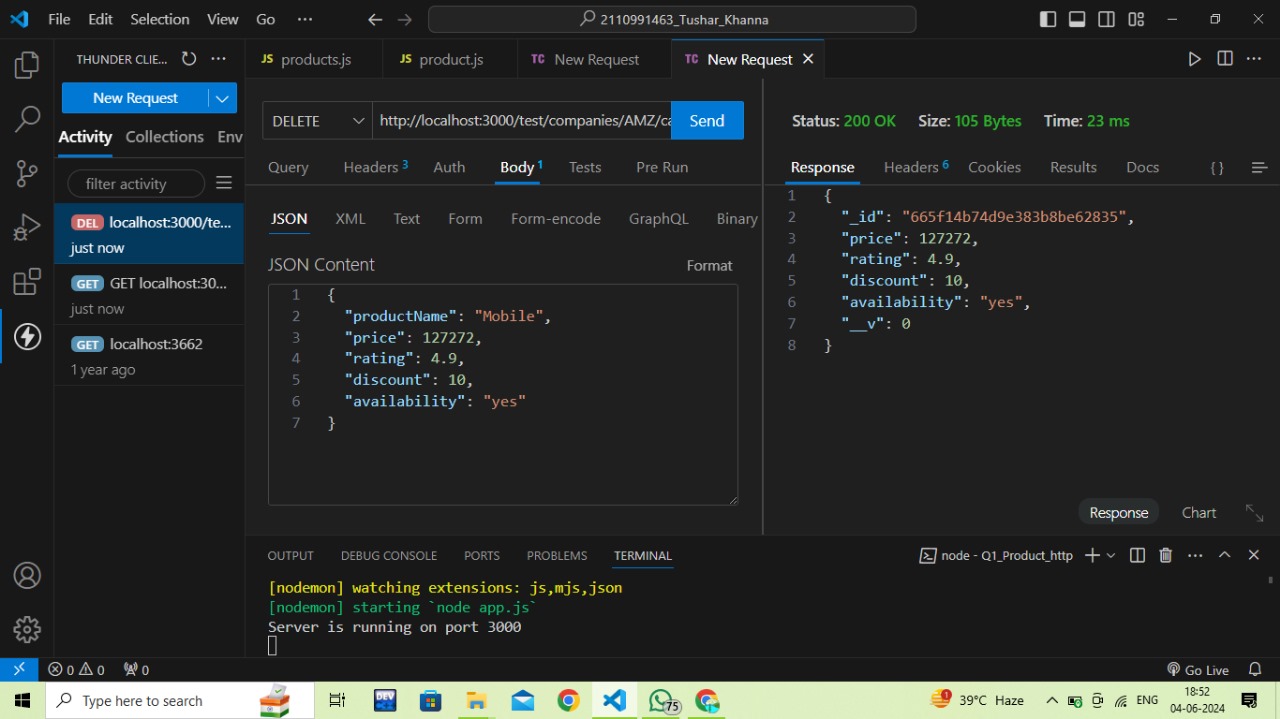 File Edit Selection View Go ··· 2110991463_Tushar_Khanna
THUNDER CLIE... ···
JS products.js JS product.js TC New Request TC New Request
New Request
DELETE http://localhost:3000/test/companies/AMZ/ca Send
Status: 200 OK Size: 105 Bytes Time: 23 ms
Activity Collections Env
Query Headers 3 Auth Body 1 Tests Pre Run
Response Headers 6 Cookies Results Docs { }
filter activity
JSON XML Text Form Form-encode GraphQL Binary
DEL localhost:3000/te...
just now
GET GET localhost:30...
just now
GET localhost:3662
1 year ago
JSON Content Format
1 {
2 "productName": "Mobile",
3 "price": 127272,
4 "rating": 4.9,
5 "discount": 10,
6 "availability": "yes"
7 }
1 {
2 "_id": "665f14b74d9e383b8be62835",
3 "price": 127272,
4 "rating": 4.9,
5 "discount": 10,
6 "availability": "yes",
7 "__v": 0
8 }
Response Chart
OUTPUT DEBUG CONSOLE PORTS PROBLEMS TERMINAL node - Q1_Product_http
[nodemon] watching extensions: js,mjs,json
[nodemon] starting `node app.js`
Server is running on port 3000
0 0 0 Go Live
Type here to search DEV 75 1 39°C Haze ENG 18:52
04-06-2024